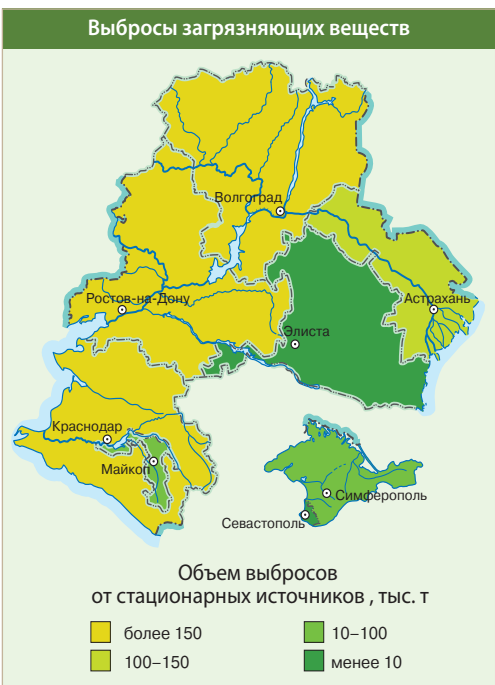 Выбросы загрязняющих веществ
Волгоград
Ростов-на-Дону
Астрахань
Элиста
Краснодар
Майкоп
Симферополь
Севастополь
Объем выбросов
от стационарных источников , тыс. т
более 150
10–100
100–150
менее 10